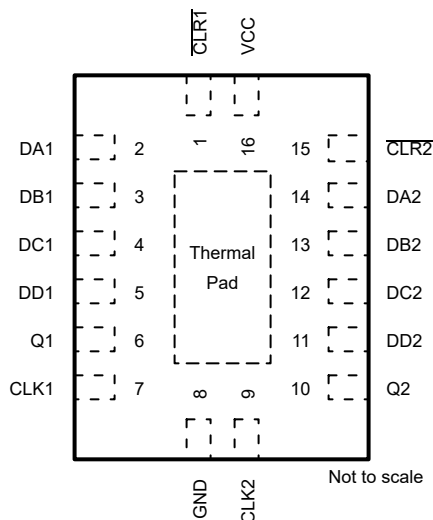 CLR1 VCC
1 16
DA1 2 15 CLR2
DB1 3 14 DA2
DC1 4 13 DB2
DD1 5 12 DC2
Q1 6 11 DD2
CLK1 7 10 Q2
Thermal
Pad
8 9
GND CLK2
Not to scale